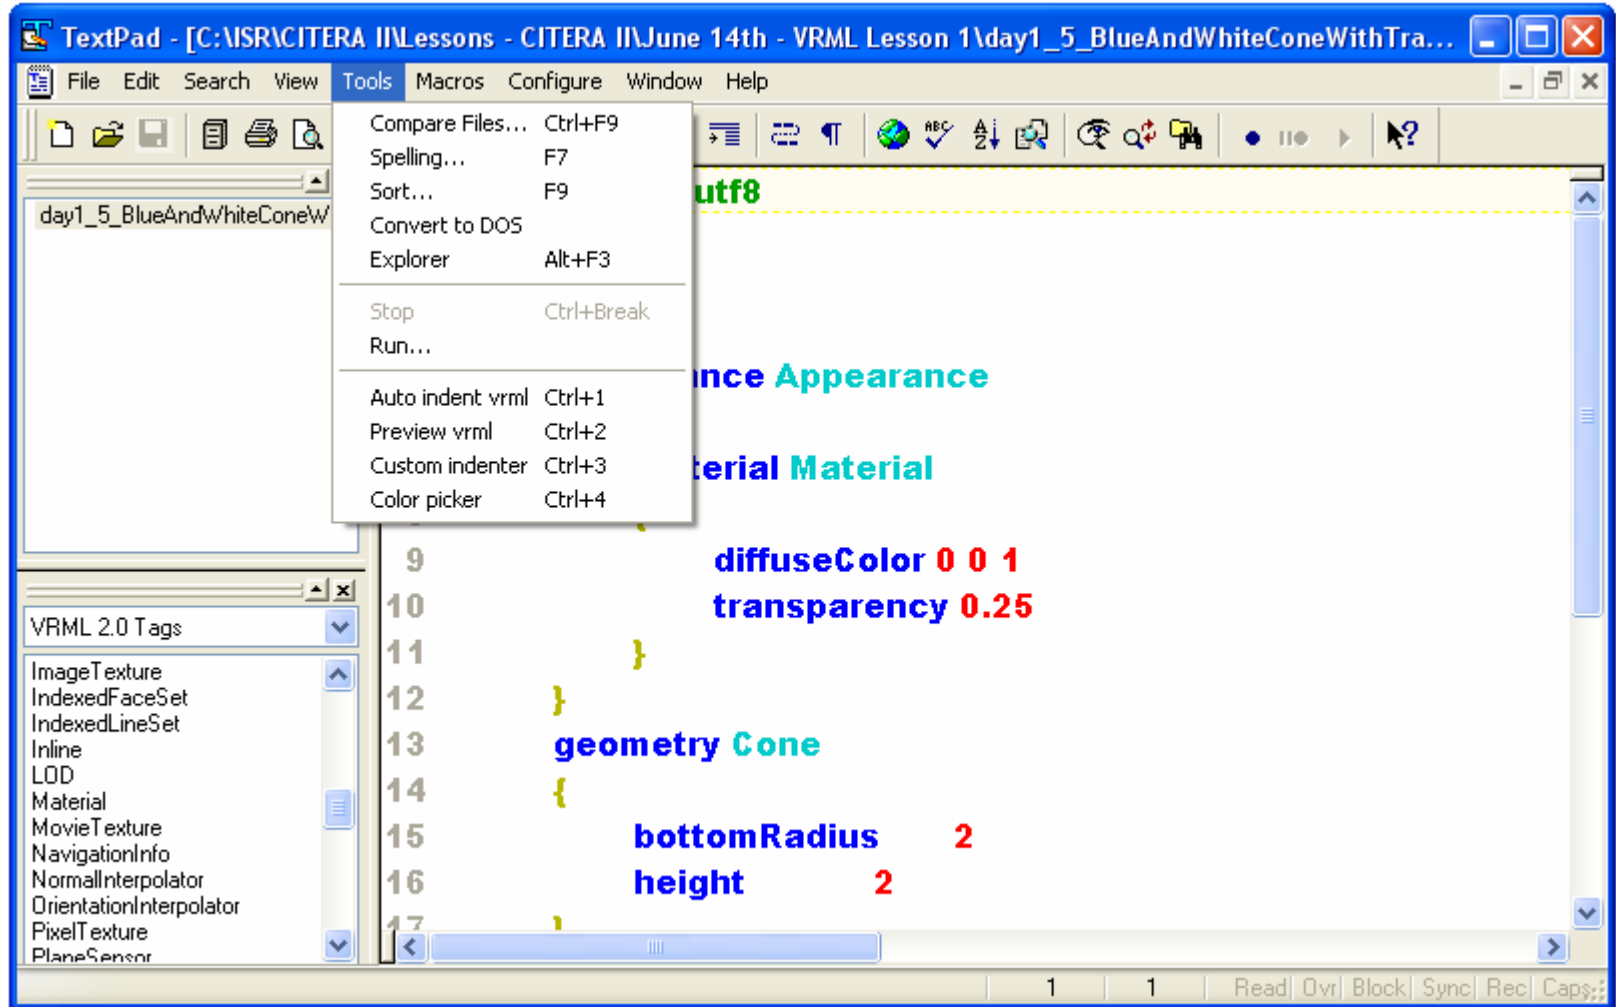 TextPad - [C:\ISR\CITERA II\Lessons - CITERA II\June 14th - VRML Lesson 1\day1_5_BlueAndWhiteConeWithTra...
File Edit Search View Tools Macros Configure Window Help
Compare Files... Ctrl+F9
Spelling... F7
Sort... F9
Convert to DOS
Explorer Alt+F3
Stop Ctrl+Break
Run...
Auto indent vrml Ctrl+1
Preview vrml Ctrl+2
Custom indenter Ctrl+3
Color picker Ctrl+4
day1_5_BlueAndWhiteConeW
VRML 2.0 Tags
ImageTexture
IndexedFaceSet
IndexedLineSet
Inline
LOD
Material
MovieTexture
NavigationInfo
NormalInterpolator
OrientationInterpolator
PixelTexture
PlaneSensor
utf8
ance Appearance
terial Material
{
9 diffuseColor 0 0 1
10 transparency 0.25
11 }
12 }
13 geometry Cone
14 {
15 bottomRadius 2
16 height 2
17 }
1 1 Read Ovr Block Sync Rec Caps